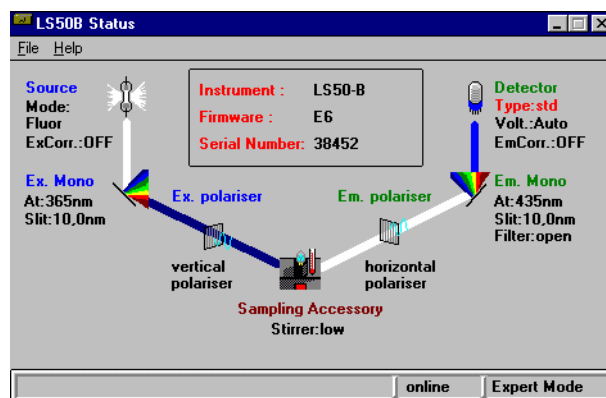 LS50B Status
File Help
Source
Mode:
Fluor
ExCorr.:OFF
Instrument : LS50-B
Firmware : E6
Serial Number: 38452
Detector
Type:std
Volt.:Auto
EmCorr.:OFF
Ex. Mono
At:365nm
Slit:10,0nm
Ex. polariser
Em. polariser
Em. Mono
At:435nm
Slit:10,0nm
Filter:open
vertical
polariser
horizontal
polariser
Sampling Accessory
Stirrer:low
online
Expert Mode